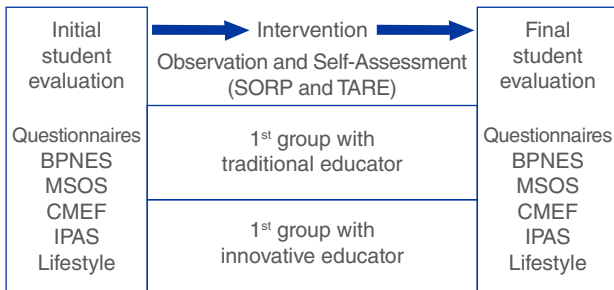 Initial
student
evaluation
Questionnaires
BPNES
MSOS
CMEF
IPAS
Lifestyle
Intervention
Observation and Self-Assessment
(SORP and TARE)
1st group with
traditional educator
1st group with
innovative educator
Final
student
evaluation
Questionnaires
BPNES
MSOS
CMEF
IPAS
Lifestyle